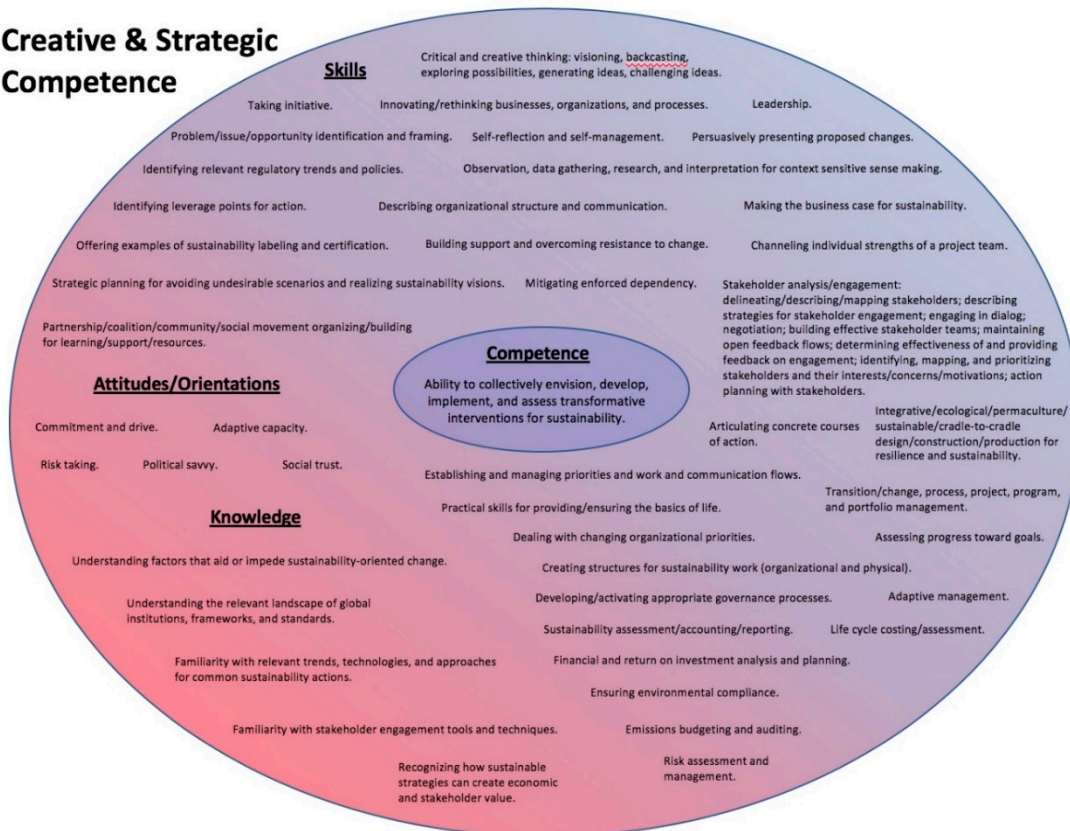 Creative & Strategic
Competence
Skills
Critical and creative thinking: visioning, backcasting,
exploring possibilities, generating ideas, challenging ideas.
Taking initiative.
Innovating/rethinking businesses, organizations, and processes.
Leadership.
Problem/issue/opportunity identification and framing.
Self-reflection and self-management.
Persuasively presenting proposed changes.
Identifying relevant regulatory trends and policies.
Observation, data gathering, research, and interpretation for context sensitive sense making.
Identifying leverage points for action.
Describing organizational structure and communication.
Making the business case for sustainability.
Offering examples of sustainability labeling and certification.
Building support and overcoming resistance to change.
Channeling individual strengths of a project team.
Strategic planning for avoiding undesirable scenarios and realizing sustainability visions.
Mitigating enforced dependency.
Stakeholder analysis/engagement:
delineating/describing/mapping stakeholders; describing
strategies for stakeholder engagement; engaging in dialog;
negotiation; building effective stakeholder teams; maintaining
open feedback flows; determining effectiveness of and providing
feedback on engagement; identifying, mapping, and prioritizing
stakeholders and their interests/concerns/motivations; action
planning with stakeholders.
Partnership/coalition/community/social movement organizing/building
for learning/support/resources.
Competence
Ability to collectively envision, develop,
implement, and assess transformative
interventions for sustainability.
Attitudes/Orientations
Commitment and drive.
Adaptive capacity.
Risk taking.
Political savvy.
Social trust.
Articulating concrete courses
of action.
Integrative/ecological/permaculture/
sustainable/cradle-to-cradle
design/construction/production for
resilience and sustainability.
Establishing and managing priorities and work and communication flows.
Practical skills for providing/ensuring the basics of life.
Transition/change, process, project, program,
and portfolio management.
Dealing with changing organizational priorities.
Assessing progress toward goals.
Creating structures for sustainability work (organizational and physical).
Developing/activating appropriate governance processes.
Adaptive management.
Sustainability assessment/accounting/reporting.
Life cycle costing/assessment.
Financial and return on investment analysis and planning.
Ensuring environmental compliance.
Emissions budgeting and auditing.
Risk assessment and
management.
Knowledge
Understanding factors that aid or impede sustainability-oriented change.
Understanding the relevant landscape of global
institutions, frameworks, and standards.
Familiarity with relevant trends, technologies, and approaches
for common sustainability actions.
Familiarity with stakeholder engagement tools and techniques.
Recognizing how sustainable
strategies can create economic
and stakeholder value.